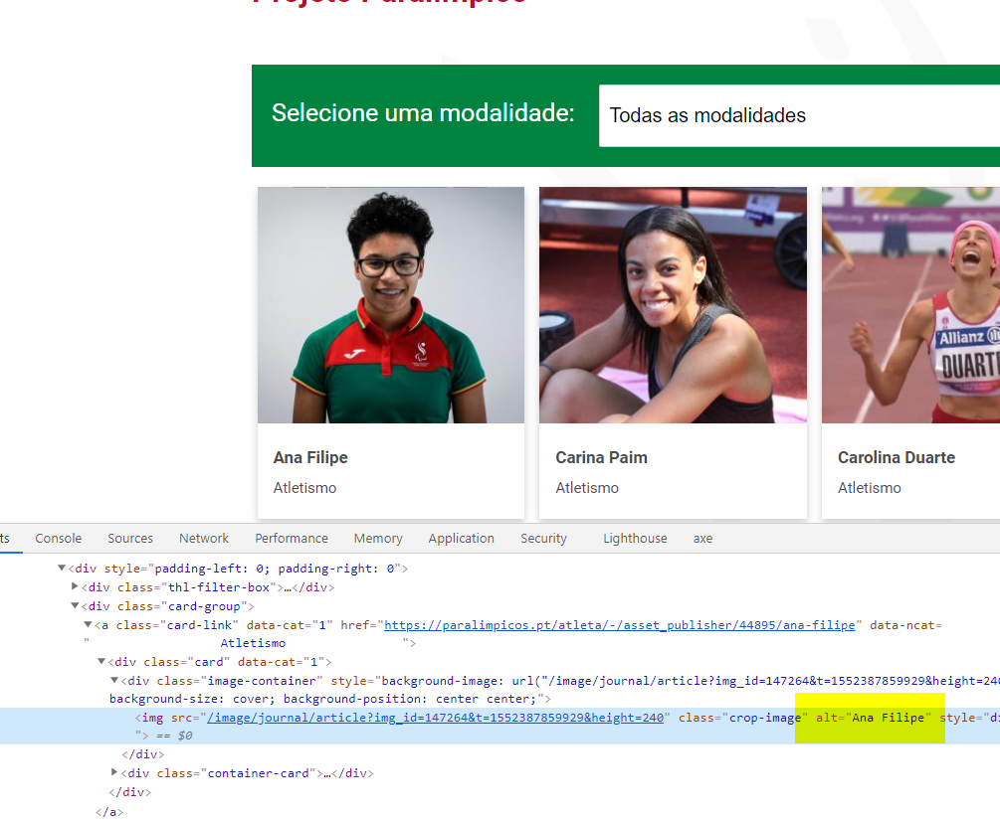 Projeto Paralímpico
Selecione uma modalidade:
Todas as modalidades
Allianz
DUARTE
Ana Filipe
Atletismo
Carina Paim
Atletismo
Carolina Duarte
Atletismo
ts Console Sources Network Performance Memory Application Security Lighthouse axe
▼<div style="padding-left: 0; padding-right: 0">
▶<div class="thl-filter-box">…</div>
▼<div class="card-group">
▼<a class="card-link" data-cat="1" href="https://paralimpicos.pt/atleta/-/asset_publisher/44895/ana-filipe" data-ncat=
" Atletismo ">
▼<div class="card" data-cat="1">
▼<div class="image-container" style="background-image: url("/image/journal/article?img_id=147264&t=1552387859929&height=240
background-size: cover; background-position: center center;">
<img src="/image/journal/article?img_id=147264&t=1552387859929&height=240" class="crop-image" alt="Ana Filipe" style="di
"> == $0
</div>
▶<div class="container-card">…</div>
</div>
</a>